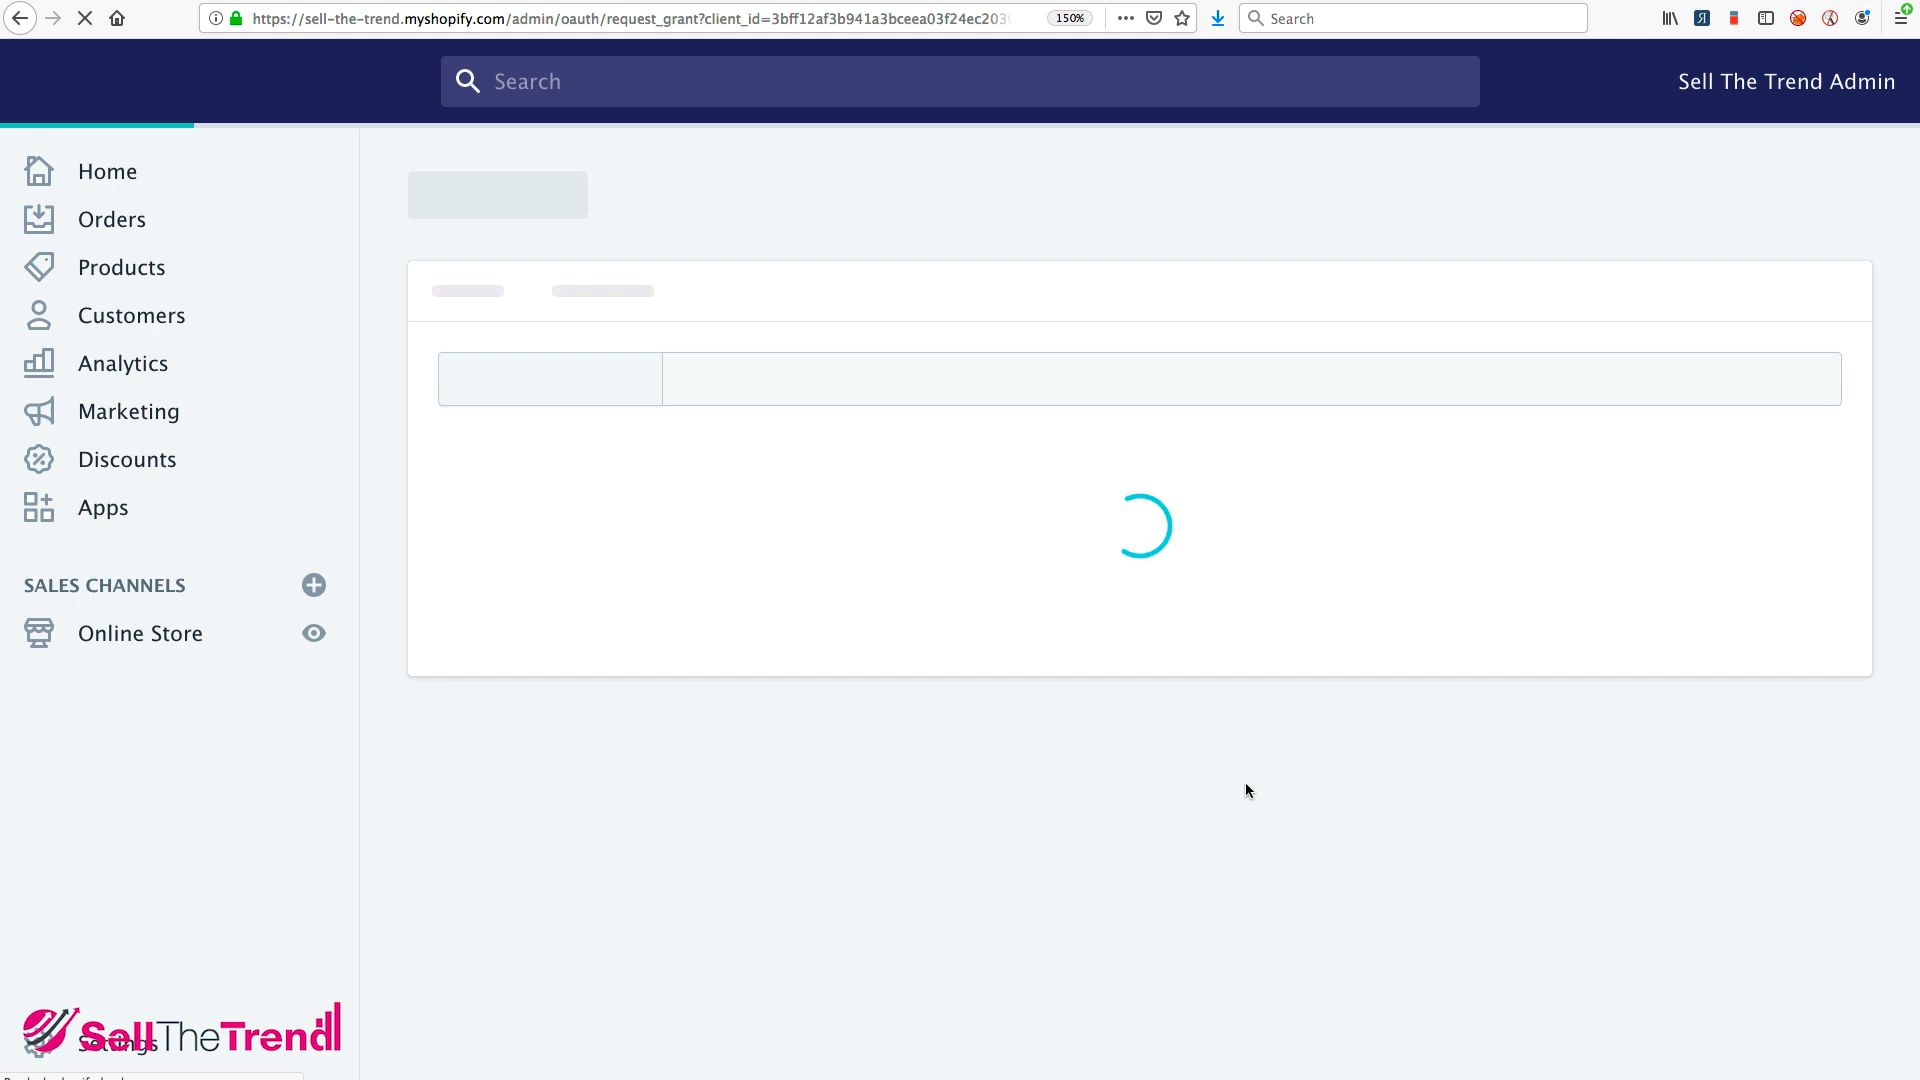 https://sell-the-trend.myshopify.com/admin/oauth/request_grant?client_id=3bff12af3b941a3bceea03f24ec203
150%
Search
Search
Sell The Trend Admin
Home
Orders
Products
Customers
Analytics
Marketing
Discounts
Apps
SALES CHANNELS
Online Store
SellTheTrend
Settings